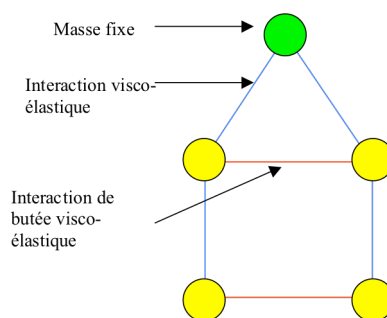 Masse fixe
Interaction visco-
élastique
Interaction de
butée visco-
élastique